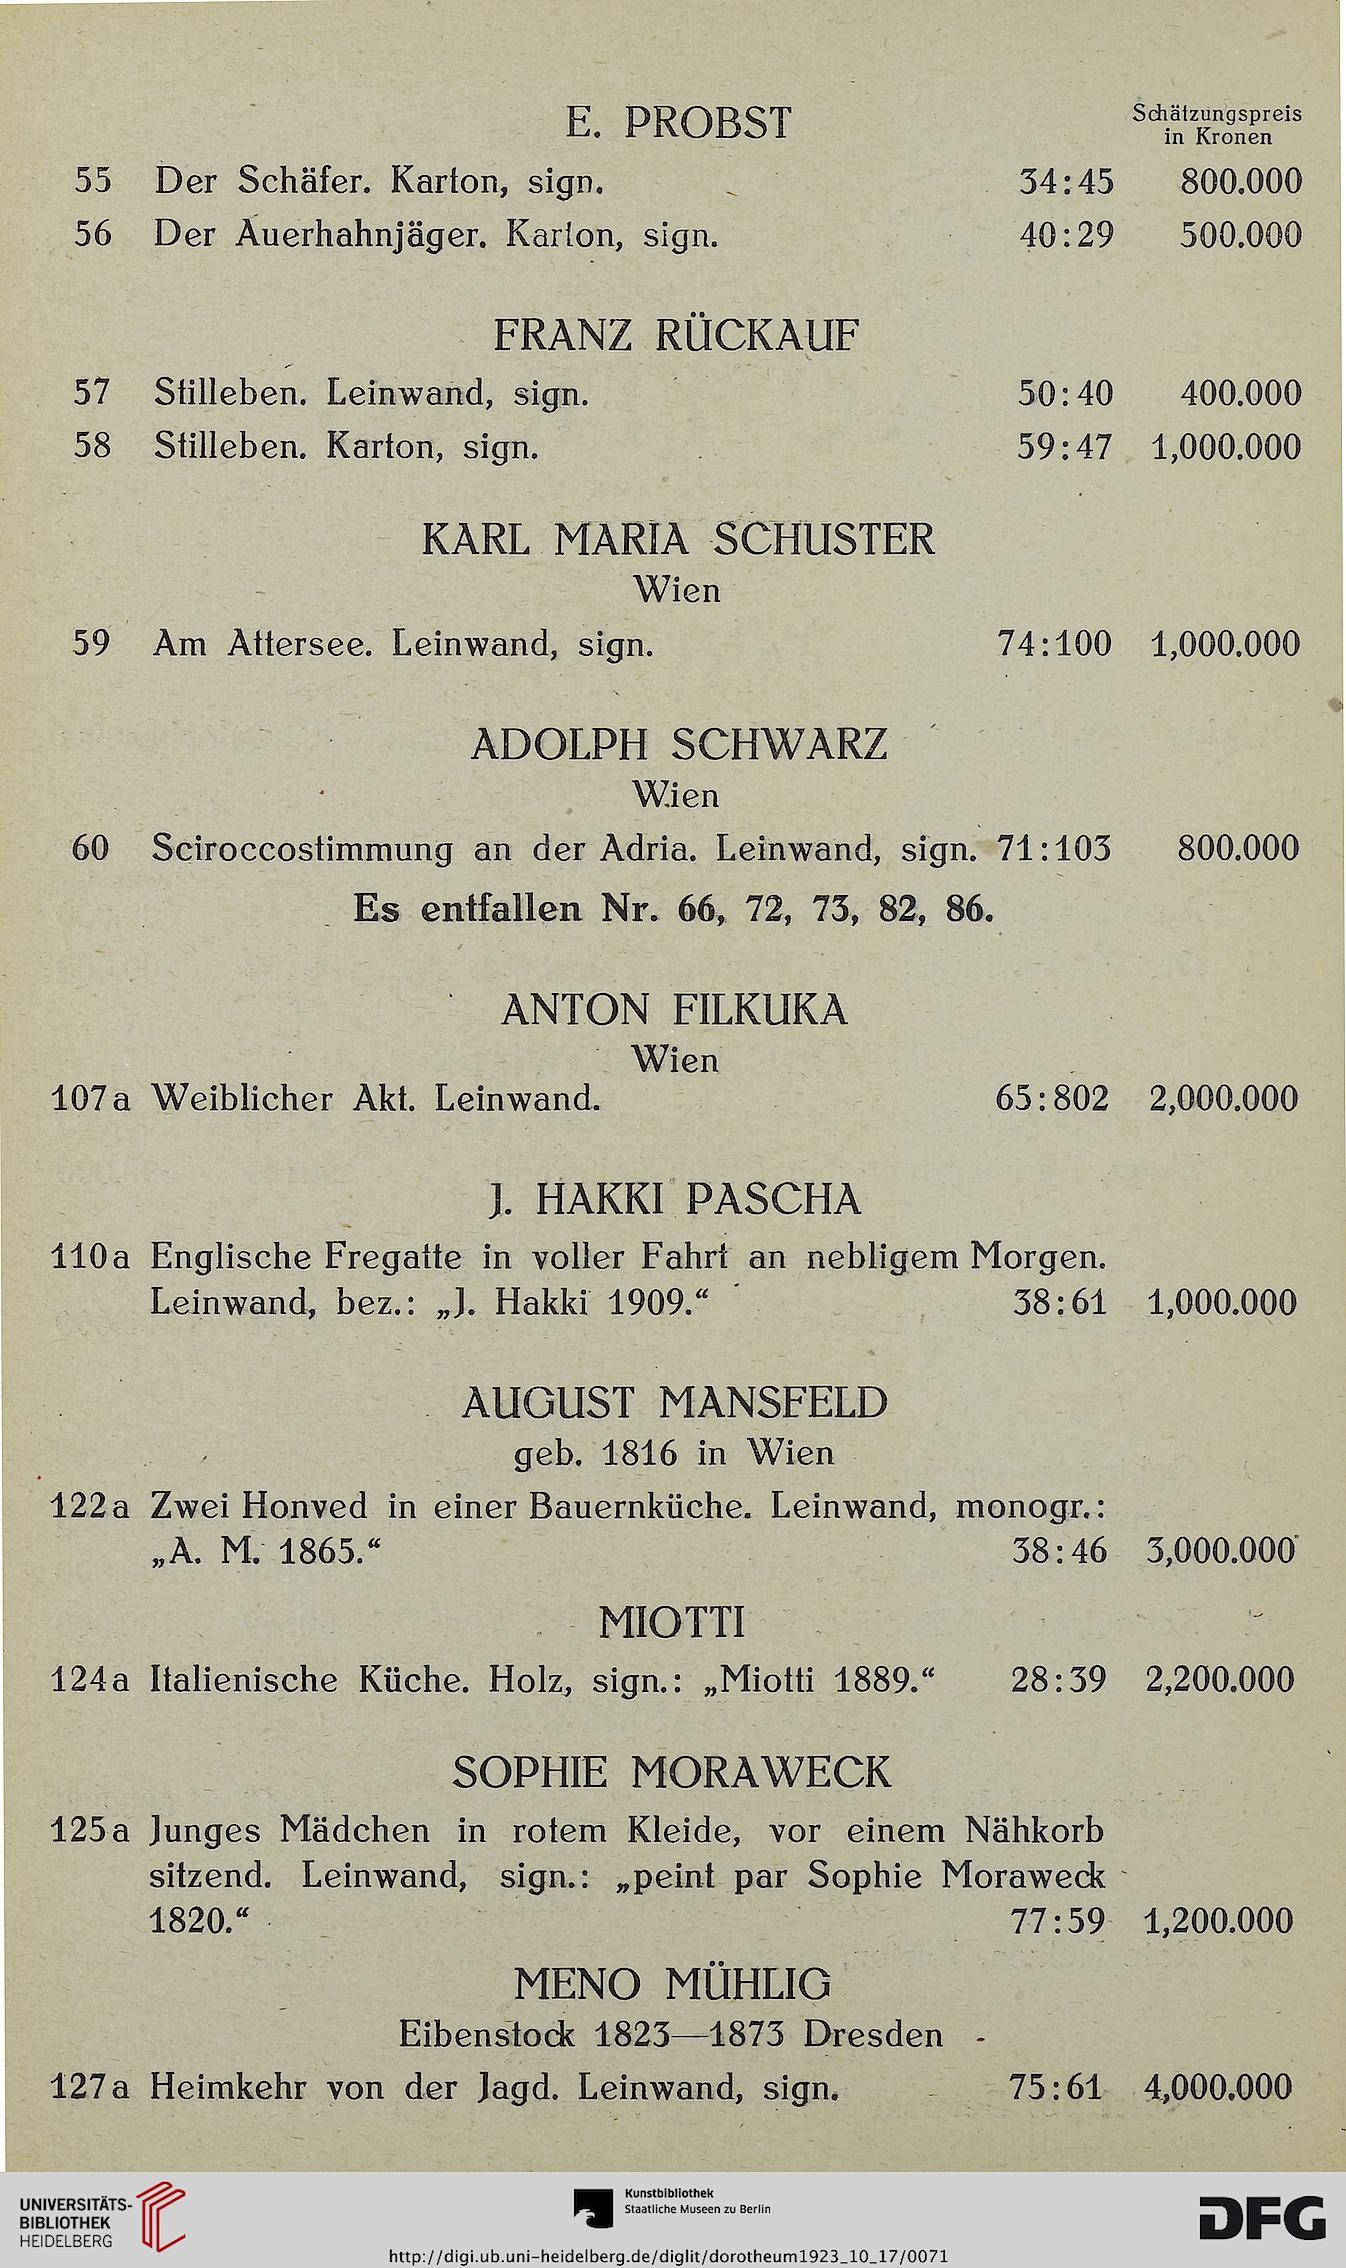 E. PROBST
Schätzungspreis
in Kronen
55 Der Schäfer. Karton, sign. 34:45 800.000
56 Der Auerhahnjäger. Karton, sign. 40:29 500.000
FRANZ RÜCKAUF
57 Stilleben. Leinwand, sign. 50:40 400.000
58 Stilleben. Karton, sign. 59:47 1,000.000
KARL MARIA SCHUSTER
Wien
59 Am Attersee. Leinwand, sign. 74:100 1,000.000
ADOLPH SCHWARZ
Wien
60 Sciroccostimmung an der Adria. Leinwand, sign. 71:103 800.000
Es entfallen Nr. 66, 72, 73, 82, 86.
ANTON FILKUKA
Wien
107a Weiblicher Akt. Leinwand. 65:802 2,000.000
J. HAKKI PASCHA
110a Englische Fregatte in voller Fahrt an nebligem Morgen.
Leinwand, bez.: „J. Hakki 1909.“ 38:61 1,000.000
AUGUST MANSFELD
geb. 1816 in Wien
122a Zwei Honved in einer Bauernküche. Leinwand, monogr.:
„A. M. 1865.“ 38:46 3,000.000
MIOTTI
124a Italienische Küche. Holz, sign.: „Miotti 1889.“ 28:39 2,200.000
SOPHIE MORAWECK
125a Junges Mädchen in rotem Kleide, vor einem Nähkorb
sitzend. Leinwand, sign.: „peint par Sophie Moraweck
1820.“ 77:59 1,200.000
MENO MÜHLIG
Eibenstock 1823—1873 Dresden
127a Heimkehr von der Jagd. Leinwand, sign. 75:61 4,000.000
UNIVERSITÄTS-
BIBLIOTHEK
HEIDELBERG
Kunstbibliothek
Staatliche Museen zu Berlin
DFG
http://digi.ub.uni-heidelberg.de/diglit/dorotheum1923_10_17/0071